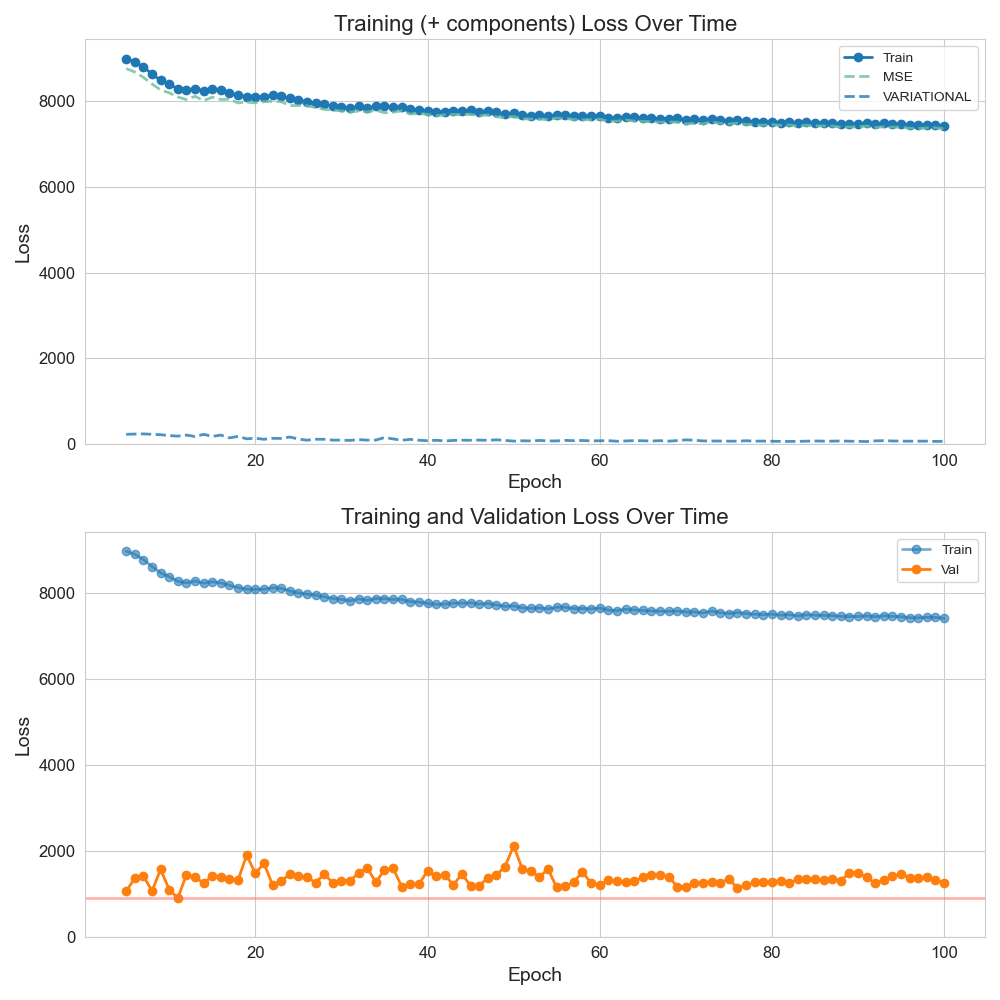 Training (+ components) Loss Over Time
Train
MSE
VARIATIONAL
8000
6000
4000
2000
0
Loss
20 40 60 80 100
Epoch
Training and Validation Loss Over Time
Train
Val
8000
6000
4000
2000
0
Loss
20 40 60 80 100
Epoch